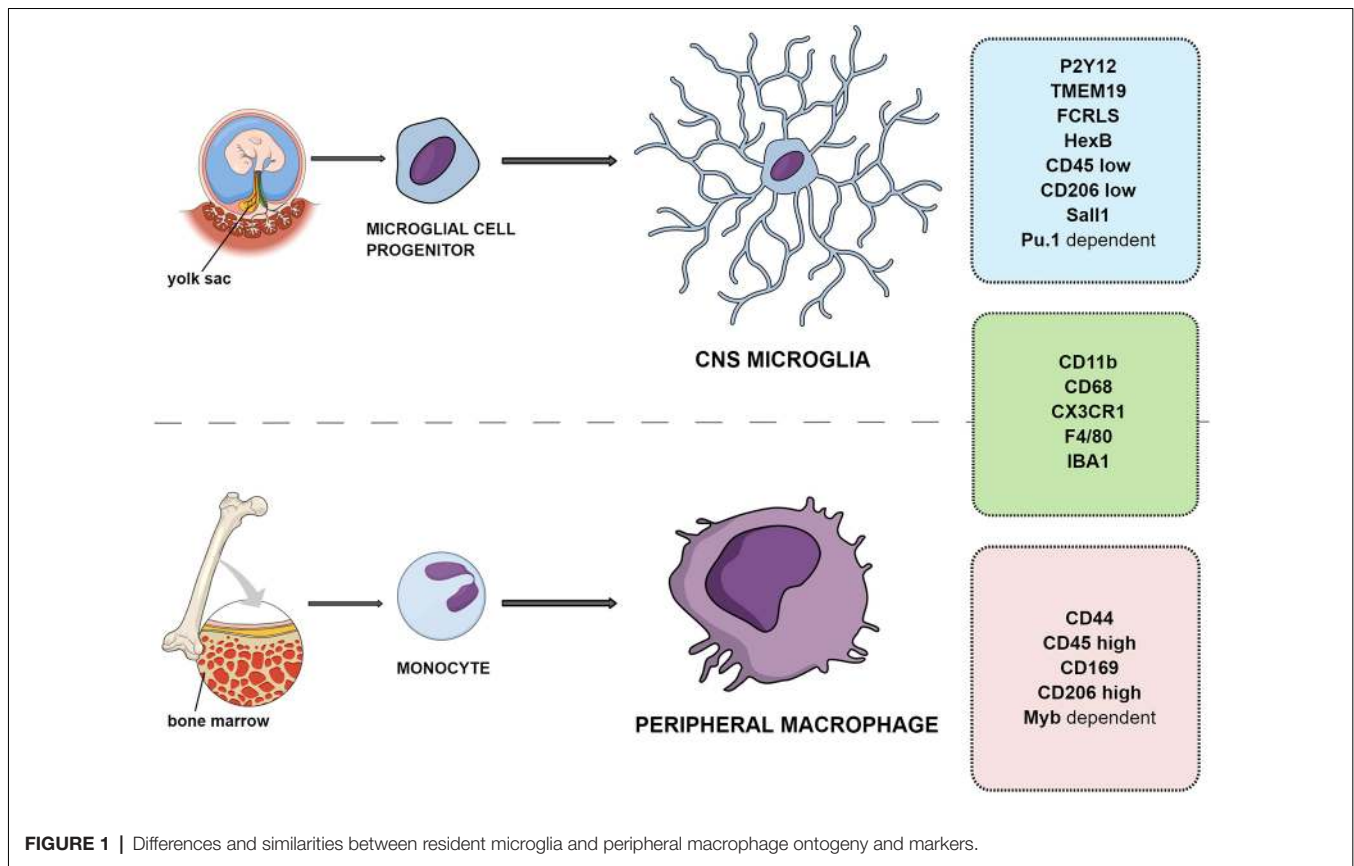 yolk sac
MICROGLIAL CELL
PROGENITOR
CNS MICROGLIA
P2Y12
TMEM19
FCRLS
HexB
CD45 low
CD206 low
Sall1
Pu.1 dependent
CD11b
CD68
CX3CR1
F4/80
IBA1
bone marrow
MONOCYTE
PERIPHERAL MACROPHAGE
CD44
CD45 high
CD169
CD206 high
Myb dependent
FIGURE 1 | Differences and similarities between resident microglia and peripheral macrophage ontogeny and markers.